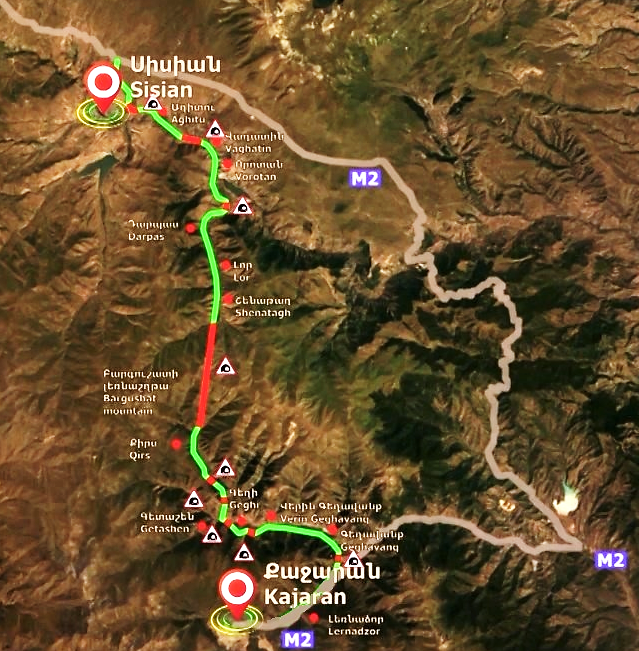 Սիսիան
Sisian
Աղիտու
Aghitu
Վաղատին
Vaghatin
Որոտան
Vorotan
M2
Դարպաս
Darpas
Լոր
Lor
Շենաթաղ
Shenatagh
Բարգուշատի
լեռնաշղթա
Bargushat
mountain
Քիրս
Qirs
Գեղի
Geghi
Գետաշեն
Getashen
Վերին Գեղավանք
Verin Geghavanq
Գեղավանք
Geghavanq
M2
Քաջարան
Kajaran
Լեռնաձոր
Lernadzor
M2